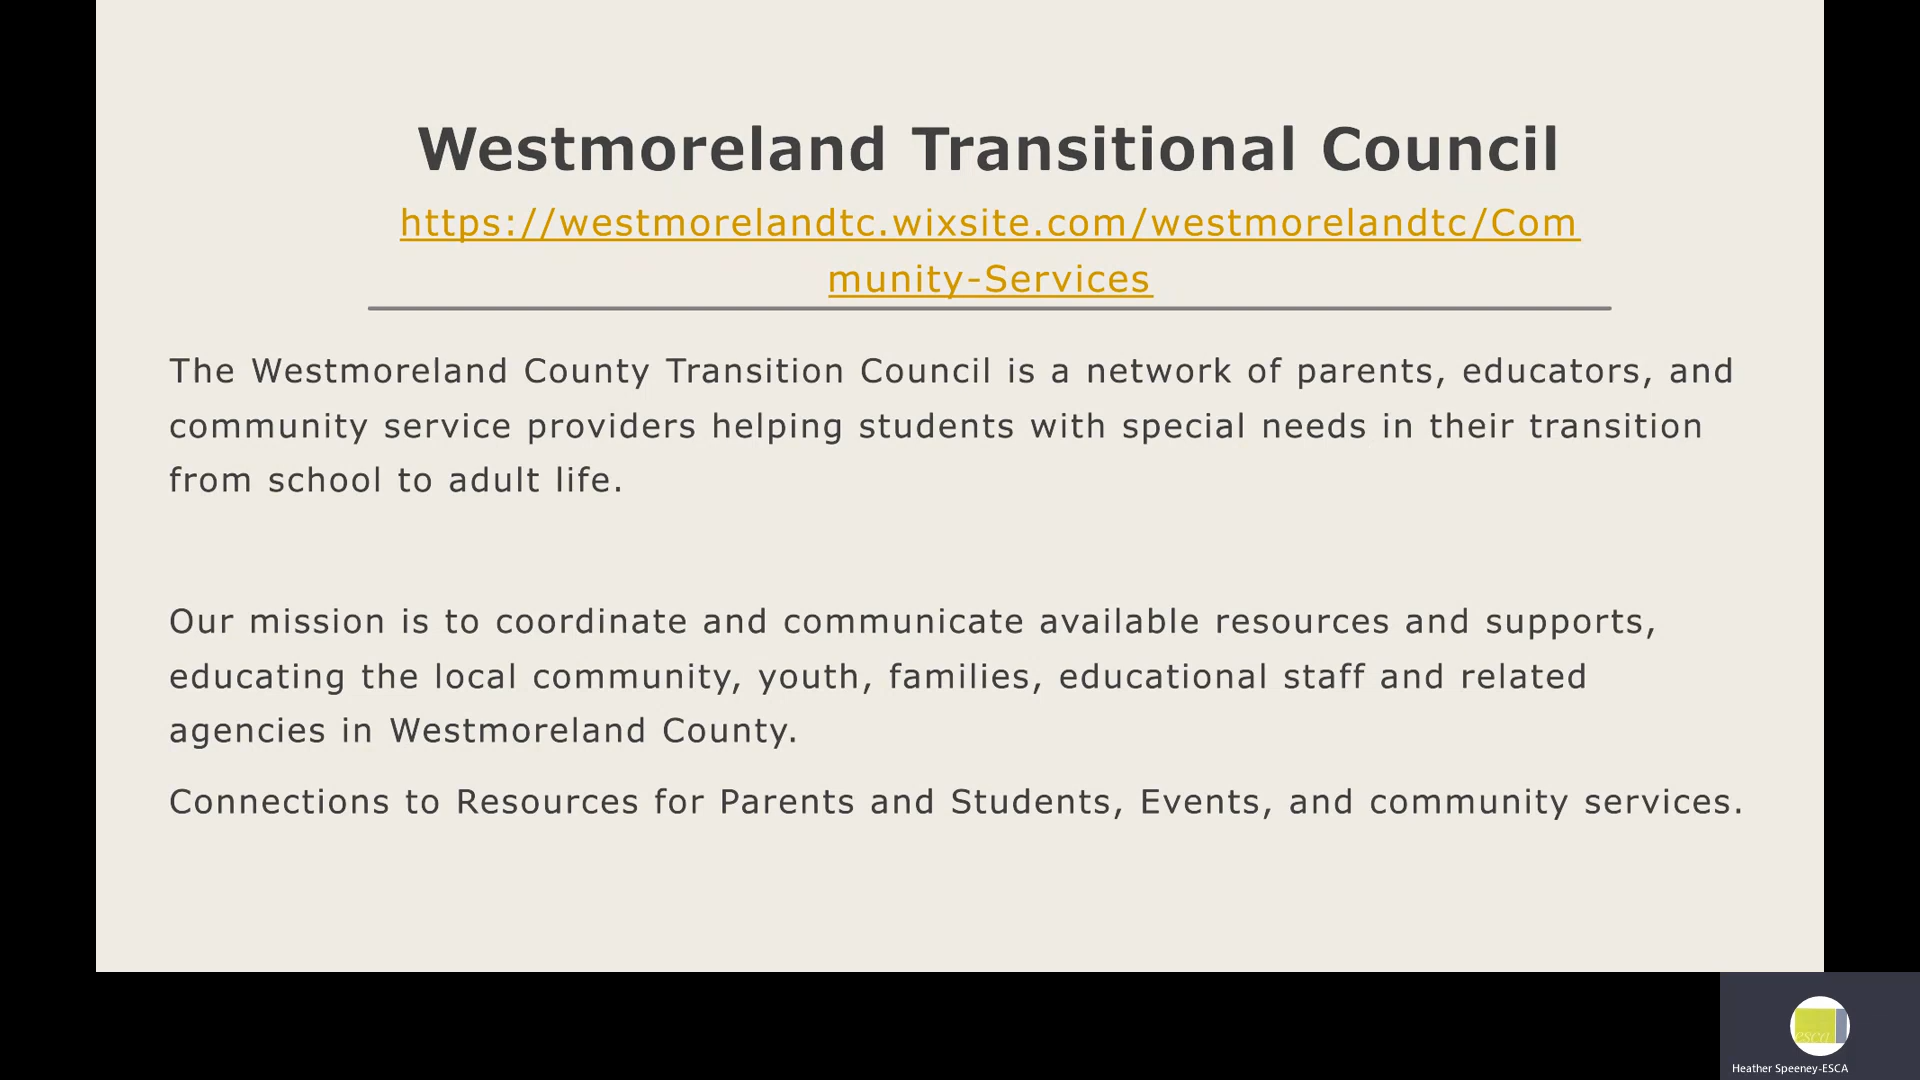 Westmoreland Transitional Council
https://westmorelandtc.wixsite.com/westmorelandtc/Com
munity-Services
The Westmoreland County Transition Council is a network of parents, educators, and
community service providers helping students with special needs in their transition
from school to adult life.
Our mission is to coordinate and communicate available resources and supports,
educating the local community, youth, families, educational staff and related
agencies in Westmoreland County.
Connections to Resources for Parents and Students, Events, and community services.
esca
Heather Speeney-ESCA